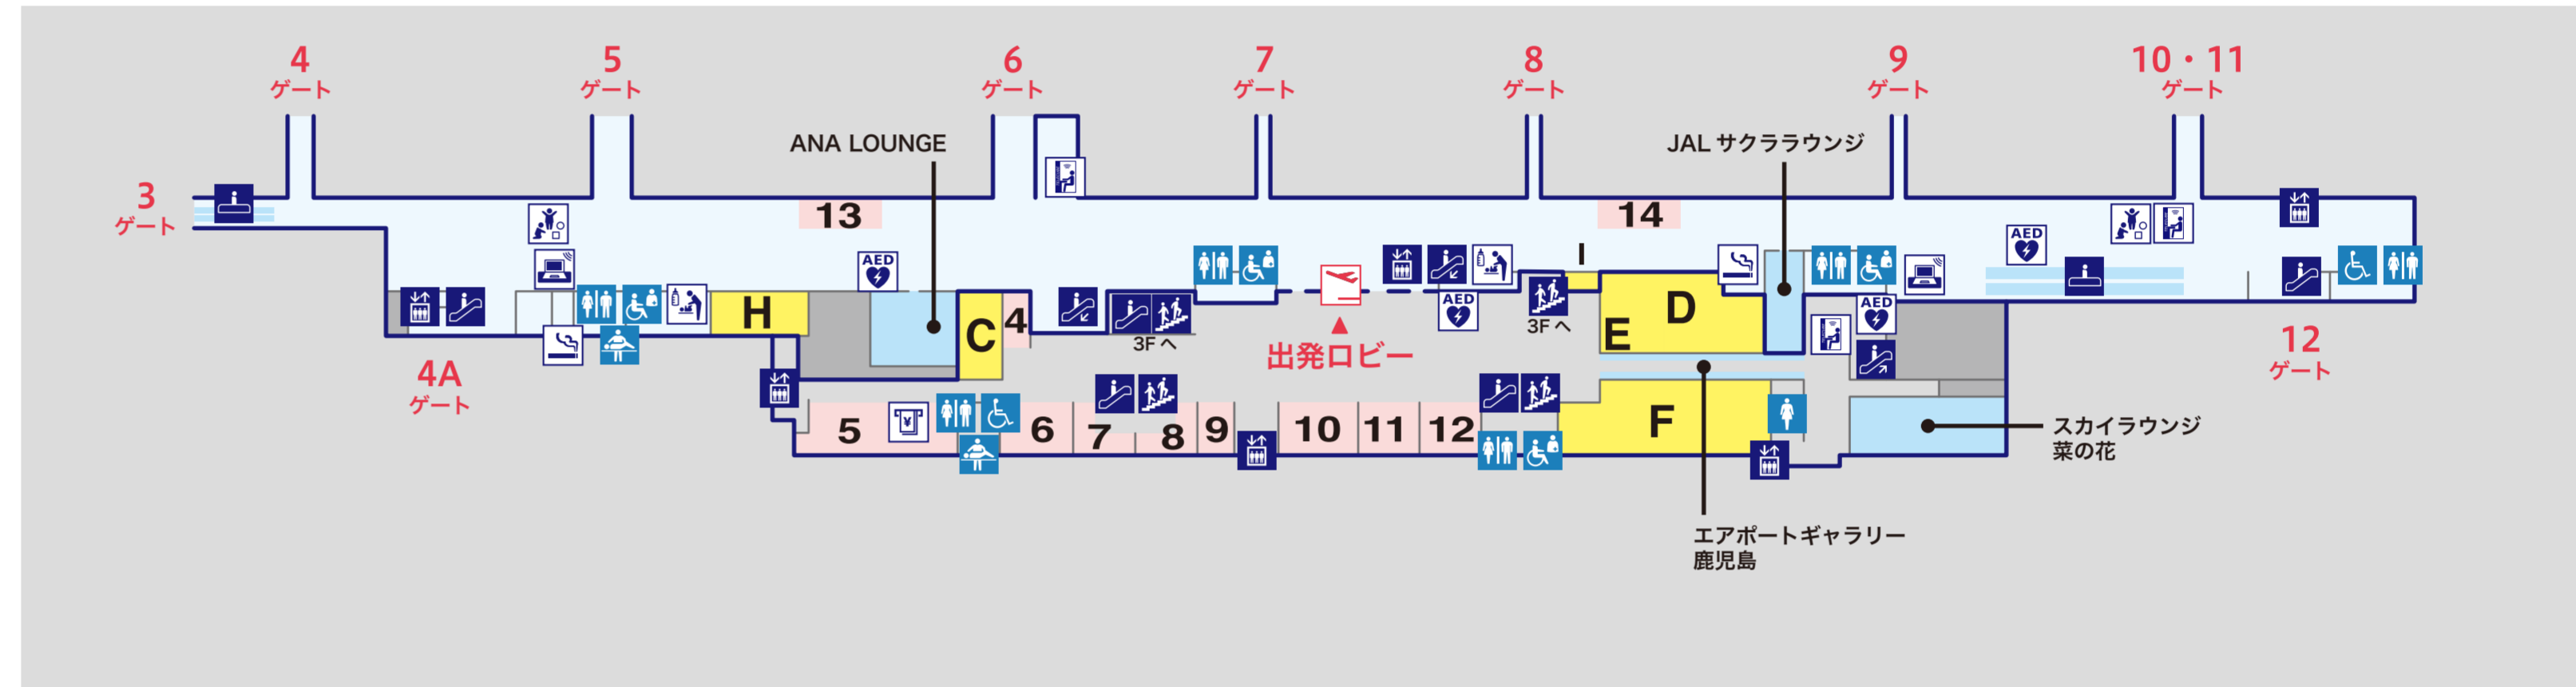 4
ゲート
5
ゲート
6
ゲート
7
ゲート
8
ゲート
9
ゲート
10・11
ゲート
ANA LOUNGE
JAL サクララウンジ
3
ゲート
13
14
AED
AED
I
H
C
4
D
E
AED
AED
3Fへ
3Fへ
出発ロビー
4A
ゲート
12
ゲート
5
¥
6
7
8
9
10
11
12
F
スカイラウンジ
菜の花
エアポートギャラリー
鹿児島